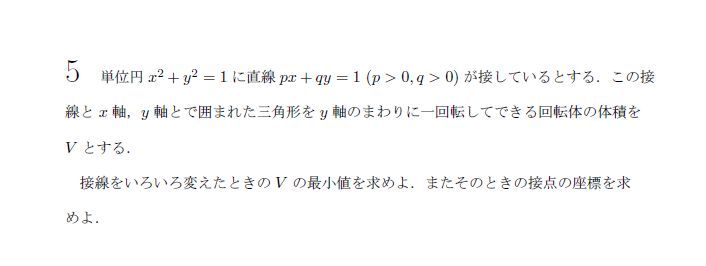 5 単位円 x² + y² = 1 に直線 px + qy = 1 (p > 0, q > 0) が接しているとする．この接
線と x 軸，y 軸とで囲まれた三角形を y 軸のまわりに一回転してできる回転体の体積を
V とする．
接線をいろいろ変えたときの V の最小値を求めよ．またそのときの接点の座標を求
めよ．